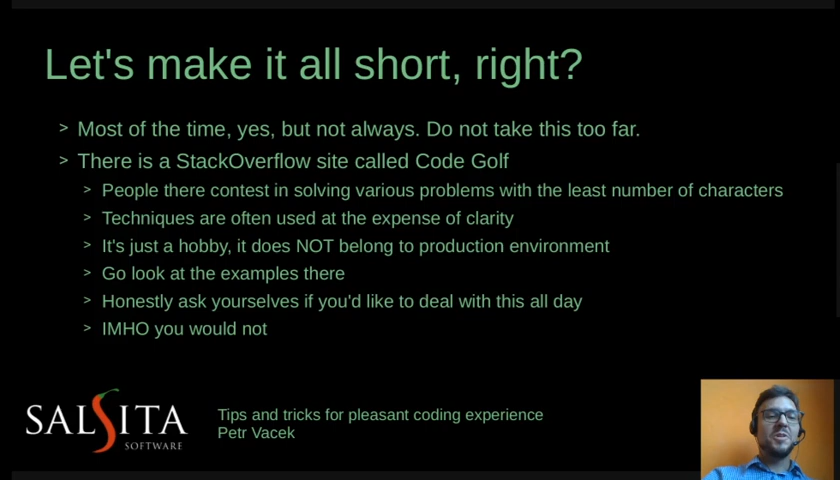 Let's make it all short, right?
> Most of the time, yes, but not always. Do not take this too far.
> There is a StackOverflow site called Code Golf
> People there contest in solving various problems with the least number of characters
> Techniques are often used at the expense of clarity
> It's just a hobby, it does NOT belong to production environment
> Go look at the examples there
> Honestly ask yourselves if you'd like to deal with this all day
> IMHO you would not
SALSITA
SOFTWARE
Tips and tricks for pleasant coding experience
Petr Vacek